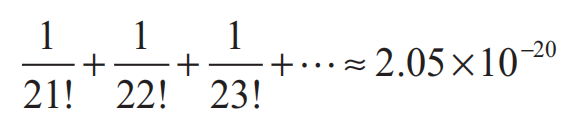 1/21! + 1/22! + 1/23! + ⋯ ≈ 2.05×10⁻²⁰